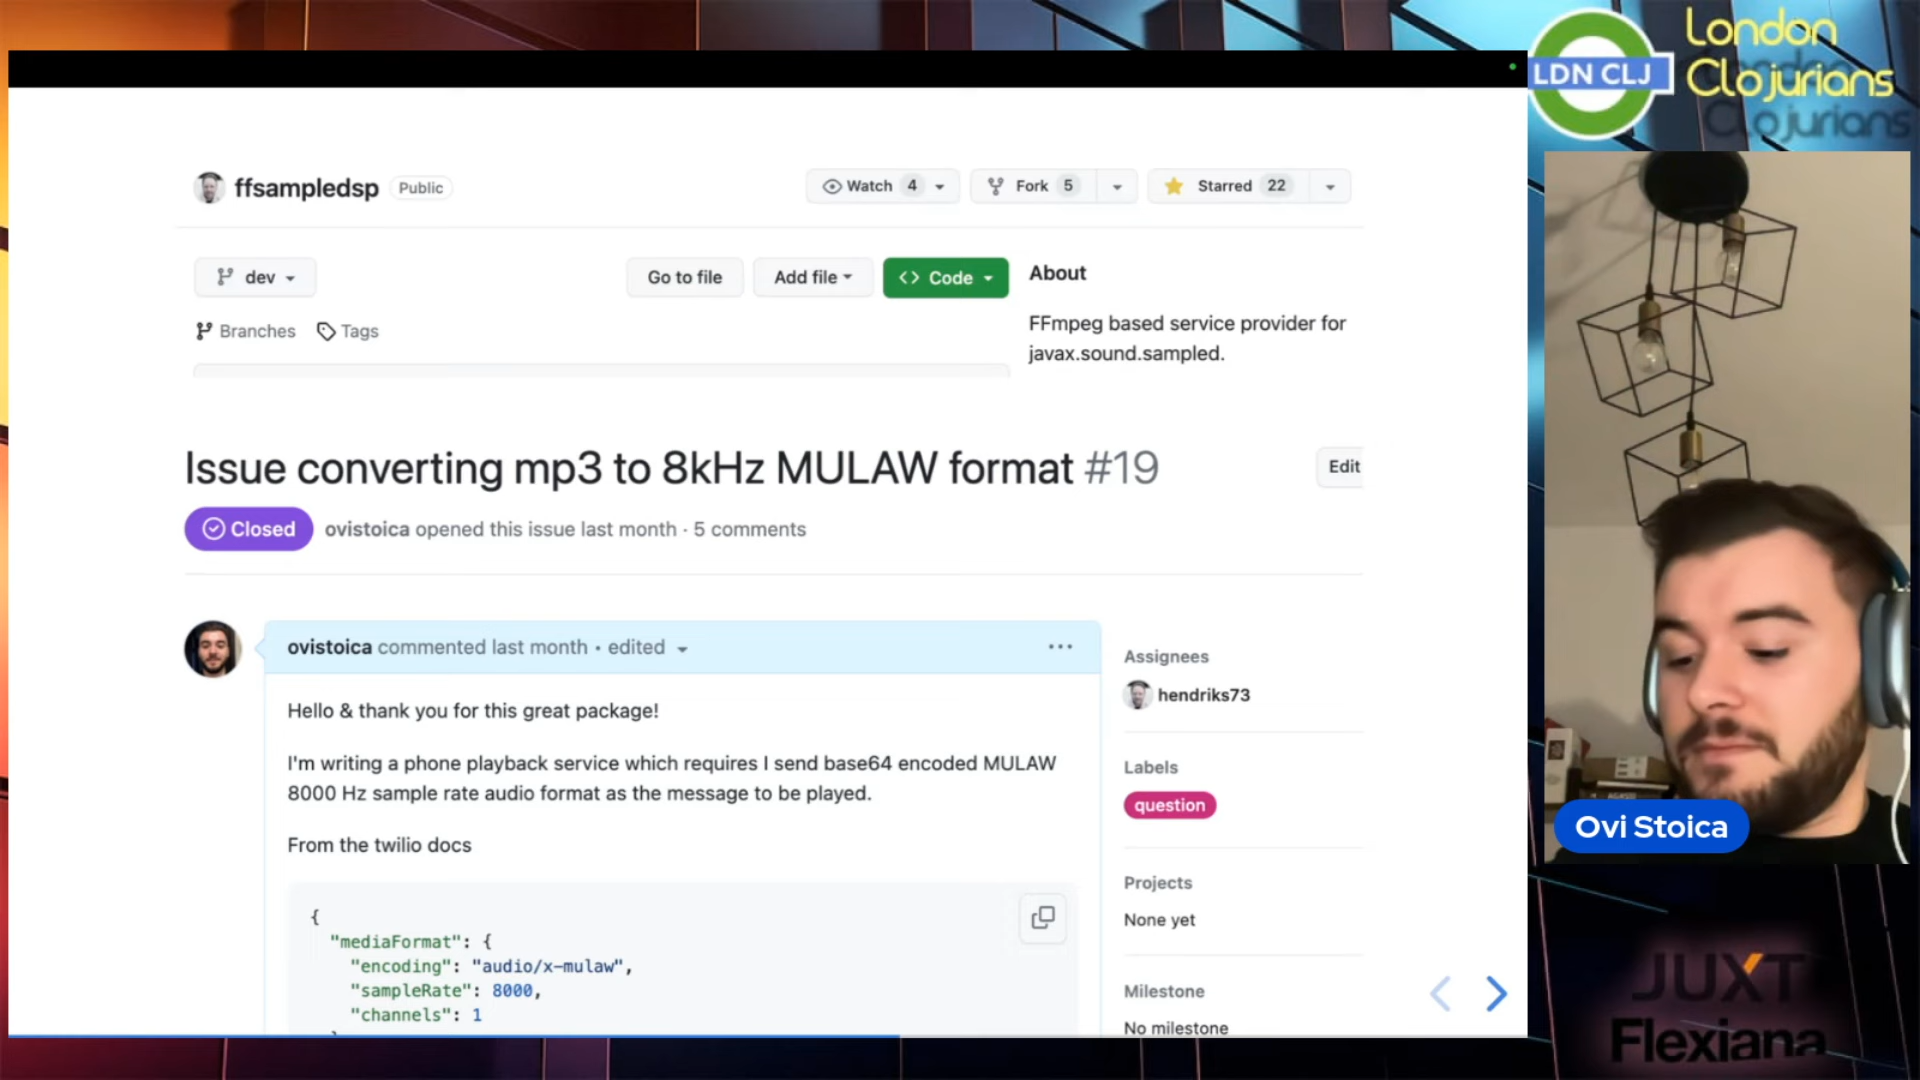 London
Clojurians
Clojurians
LDN CLJ
ffsampledsp Public
Watch 4
Fork 5
Starred 22
dev
Go to file
Add file
<> Code
About
Branches
Tags
FFmpeg based service provider for
javax.sound.sampled.
Issue converting mp3 to 8kHz MULAW format #19
Edit
Closed
ovistoica opened this issue last month · 5 comments
ovistoica commented last month • edited
Hello & thank you for this great package!
I'm writing a phone playback service which requires I send base64 encoded MULAW
8000 Hz sample rate audio format as the message to be played.
From the twilio docs
{
"mediaFormat": {
"encoding": "audio/x-mulaw",
"sampleRate": 8000,
"channels": 1
Assignees
hendriks73
Labels
question
Projects
None yet
Milestone
No milestone
Ovi Stoica
JUXT
Flexiana